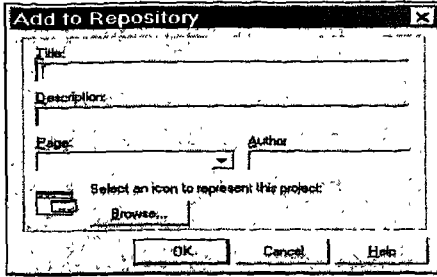 Add to Repository
Title:
Description:
Page:
Author
Select an icon to represent this project:
Browse...
OK
Cancel
Help